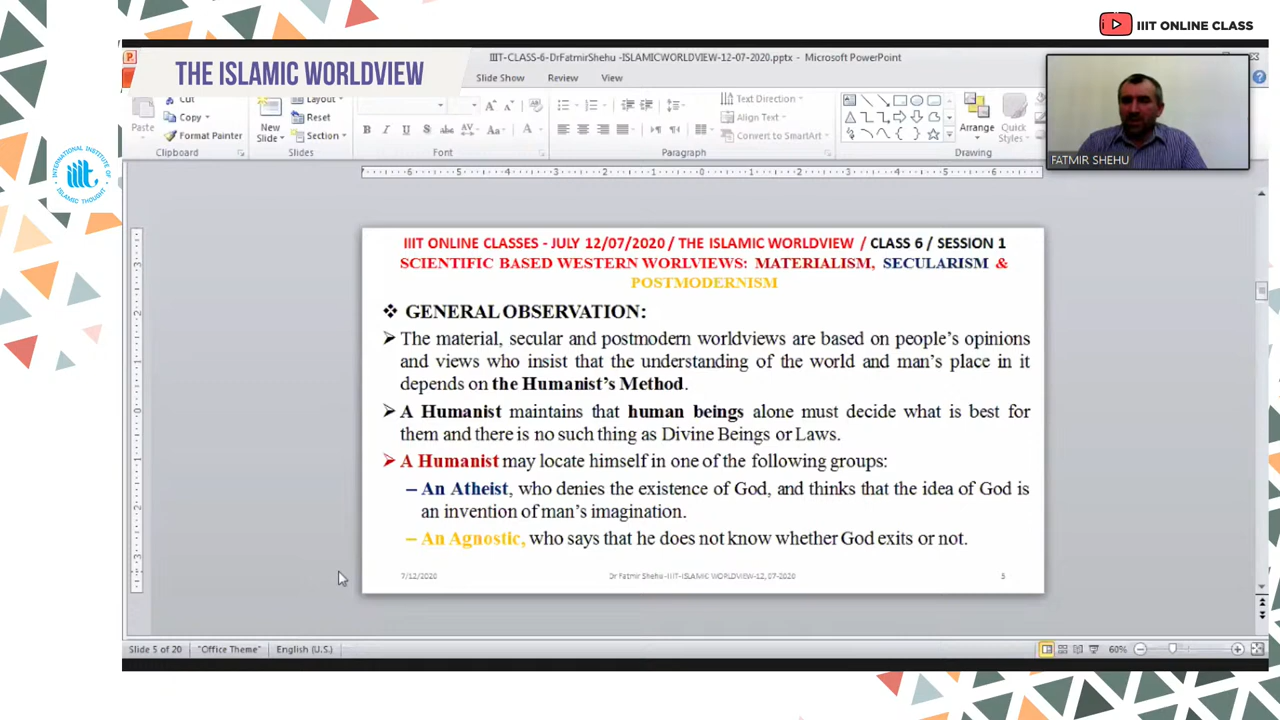 IIIT ONLINE CLASS
THE ISLAMIC WORLDVIEW
IIIT-CLASS-6-DrFatmirShehu -ISLAMICWORLDVIEW-12-07-2020.pptx - Microsoft PowerPoint
Slide Show Review View
Cut
Copy
Format Painter
Paste
Clipboard
New Slide
Layout
Reset
Section
Slides
Font
Text Direction
Align Text
Convert to SmartArt
Paragraph
Arrange
Quick Styles
Drawing
FATMIR SHEHU
INTERNATIONAL INSTITUTE OF ISLAMIC THOUGHT
iiit
IIIT ONLINE CLASSES - JULY 12/07/2020 / THE ISLAMIC WORLDVIEW / CLASS 6 / SESSION 1
SCIENTIFIC BASED WESTERN WORLVIEWS: MATERIALISM, SECULARISM &
POSTMODERNISM
❖ GENERAL OBSERVATION:
➢ The material, secular and postmodern worldviews are based on people's opinions
and views who insist that the understanding of the world and man's place in it
depends on the Humanist's Method.
➢ A Humanist maintains that human beings alone must decide what is best for
them and there is no such thing as Divine Beings or Laws.
➢ A Humanist may locate himself in one of the following groups:
– An Atheist, who denies the existence of God, and thinks that the idea of God is
an invention of man's imagination.
– An Agnostic, who says that he does not know whether God exits or not.
7/12/2020
Dr Fatmir Shehu-IIIT-ISLAMIC WORLDVIEW-12, 07-2020
5
Slide 5 of 20
"Office Theme"
English (U.S.)
60%